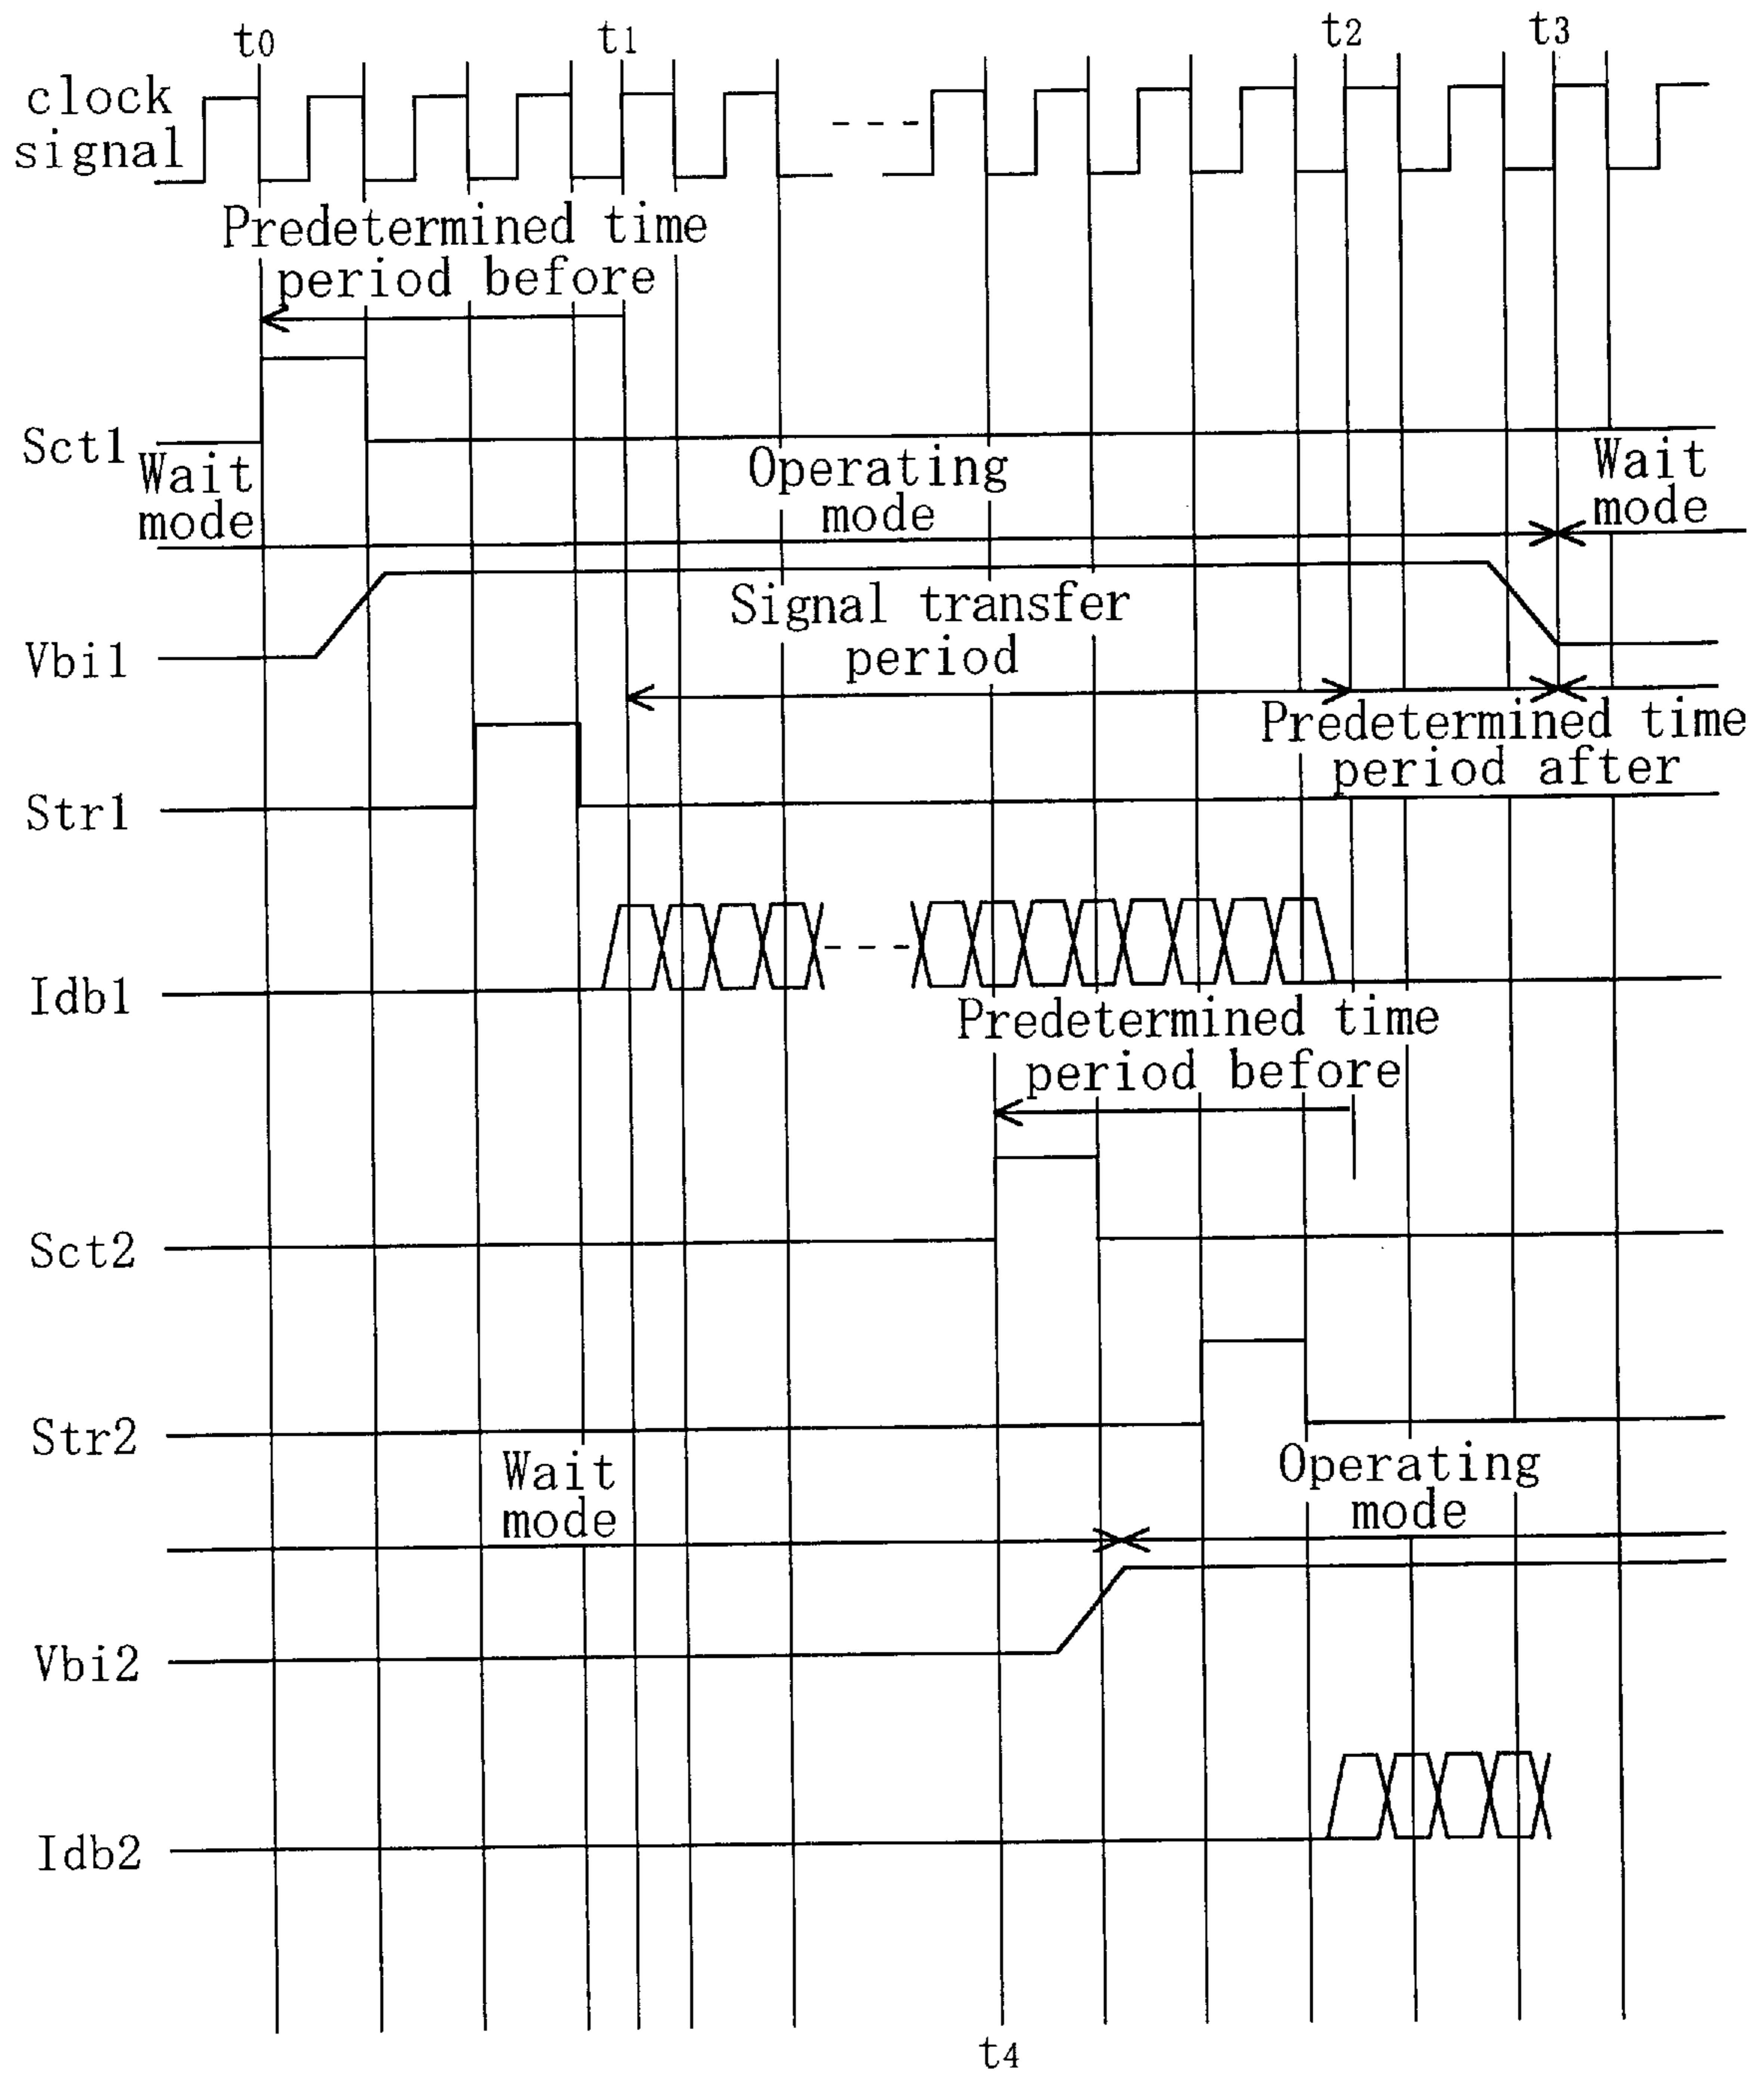 t0
t1
t2
t3
clock
signal
Predetermined time
period before
Sct1
Wait
mode
Operating
mode
Wait
mode
Vbi1
Signal transfer
period
Predetermined time
period after
Str1
Idb1
Predetermined time
period before
Sct2
Str2
Wait
mode
Operating
mode
Vbi2
Idb2
t4